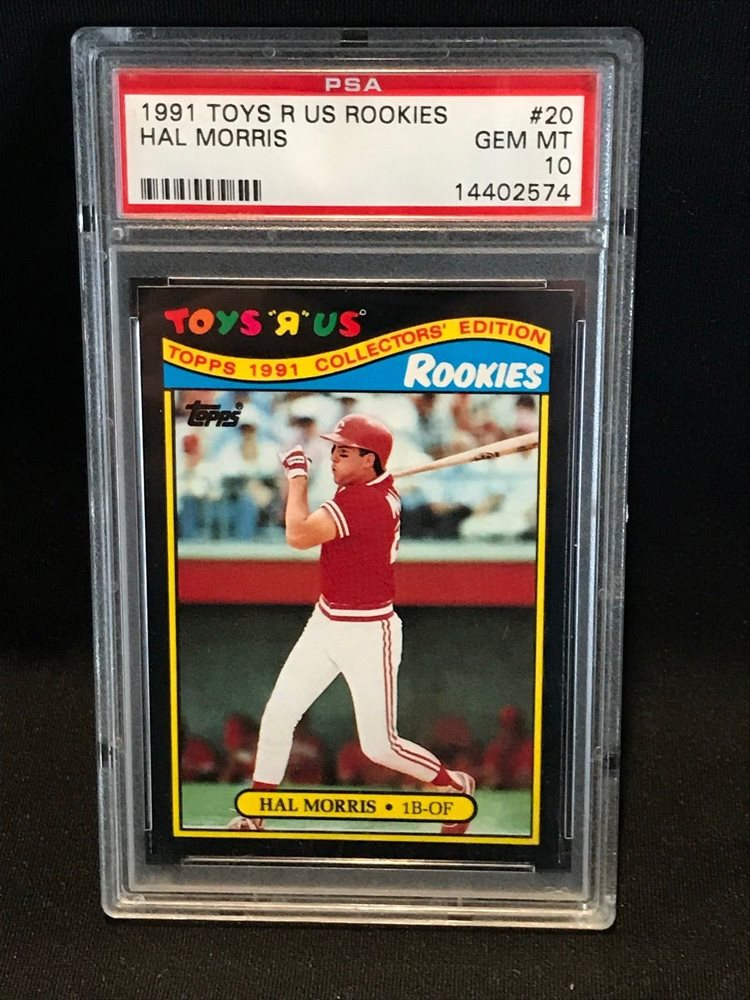 PSA
1991 TOYS R US ROOKIES #20
HAL MORRIS GEM MT
10
14402574
TOYS "R" US®
TOPPS 1991 COLLECTORS' EDITION
ROOKIES
Topps®
C
HAL MORRIS • 1B-OF